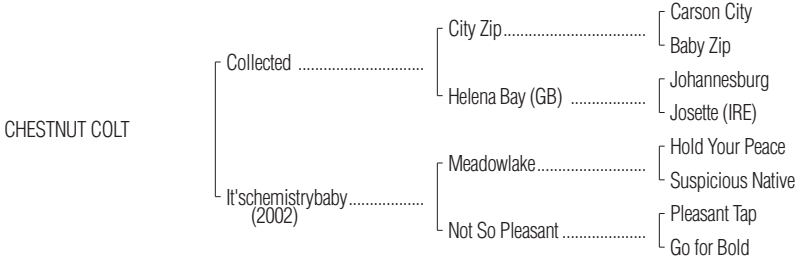 Carson City
City Zip
Baby Zip
Collected
Johannesburg
Helena Bay (GB)
Josette (IRE)
CHESTNUT COLT
Hold Your Peace
Meadowlake
Suspicious Native
It'schemistrybaby
(2002)
Pleasant Tap
Not So Pleasant
Go for Bold